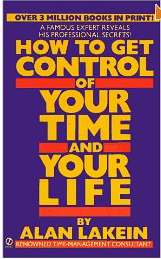 OVER 3 MILLION BOOKS IN PRINT!
A FAMOUS EXPERT REVEALS
HIS PROFESSIONAL SECRETS!
HOW TO GET
CONTROL
OF
YOUR
TIME
AND
YOUR
LIFE
BY
ALAN LAKEIN
RENOWNED TIME-MANAGEMENT CONSULTANT